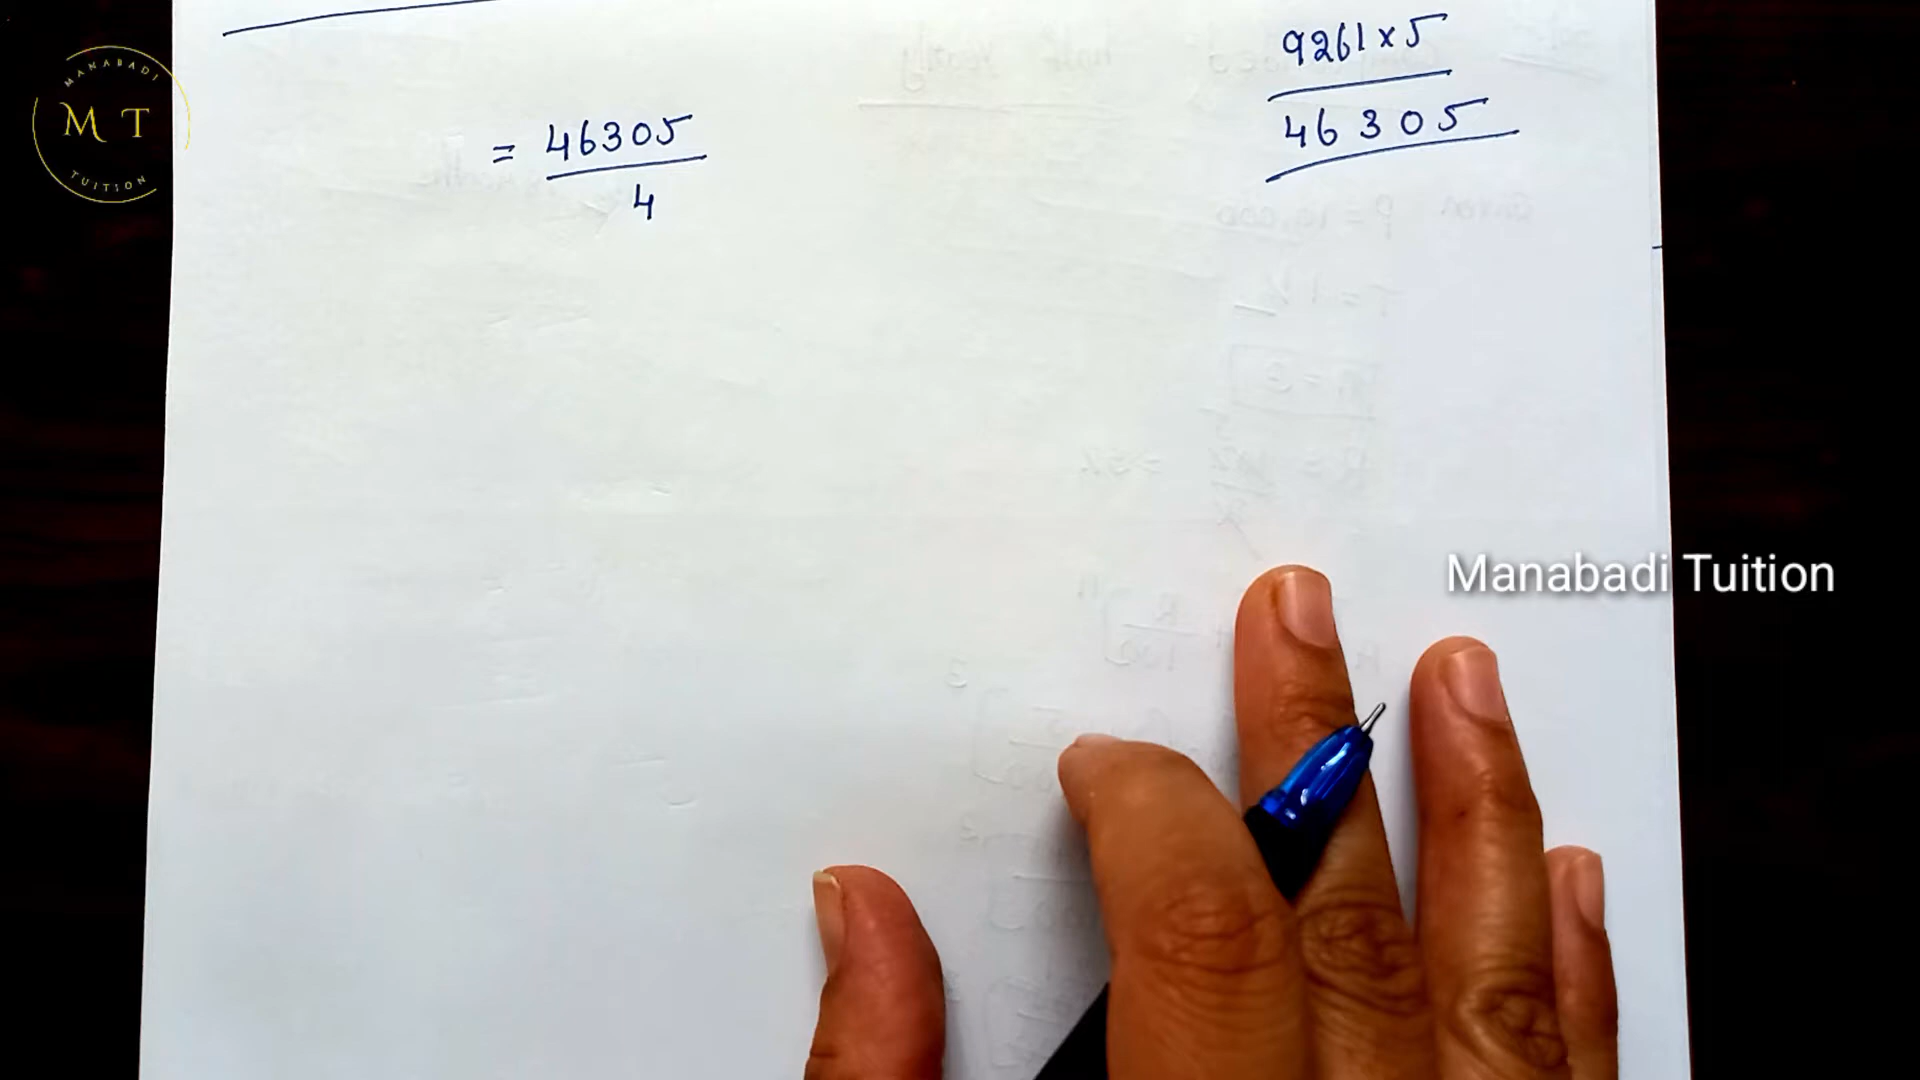 MANABADI
M T
TUITION
9261 x 5
46305
= 46305
4
Manabadi Tuition